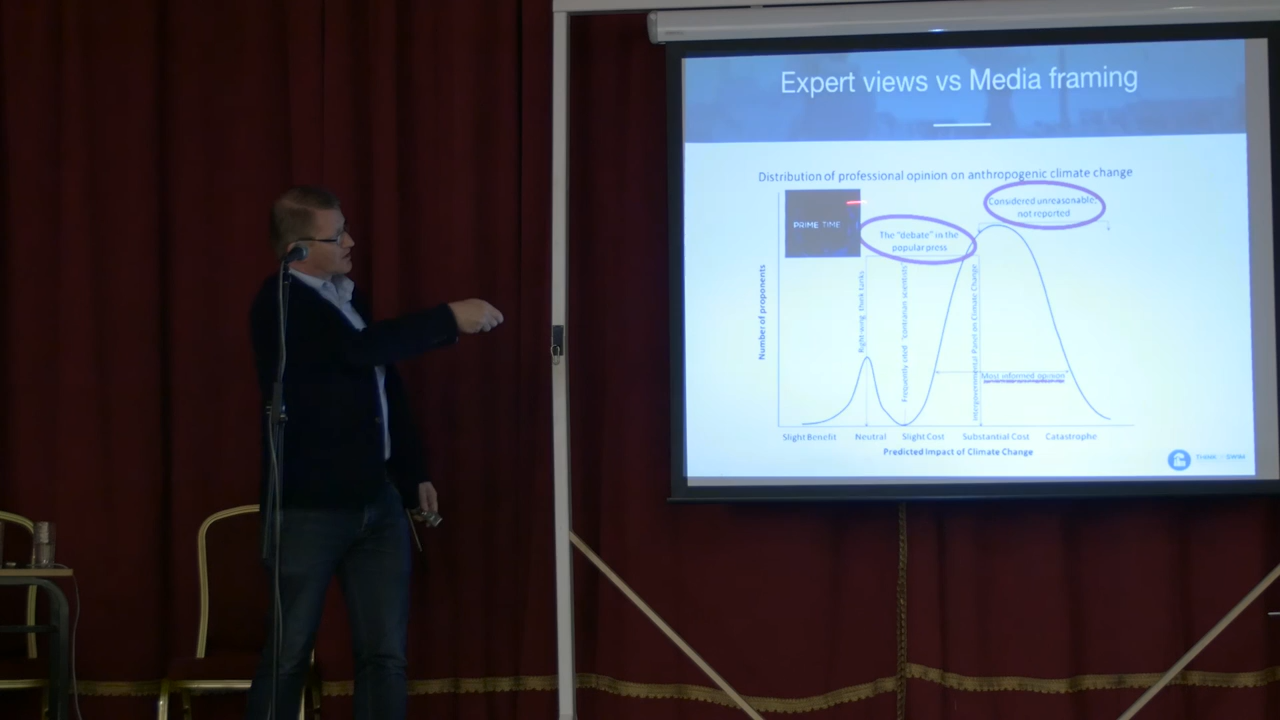 Expert views vs Media framing
Distribution of professional opinion on anthropogenic climate change
PRIME TIME
Considered unreasonable,
not reported
The "debate" in the
popular press
Number of proponents
Right-wing think tanks
Frequently cited 'contrarian scientists'
Intergovernmental Panel on Climate Change
Most informed opinion
Slight Benefit
Neutral
Slight Cost
Substantial Cost
Catastrophe
Predicted Impact of Climate Change